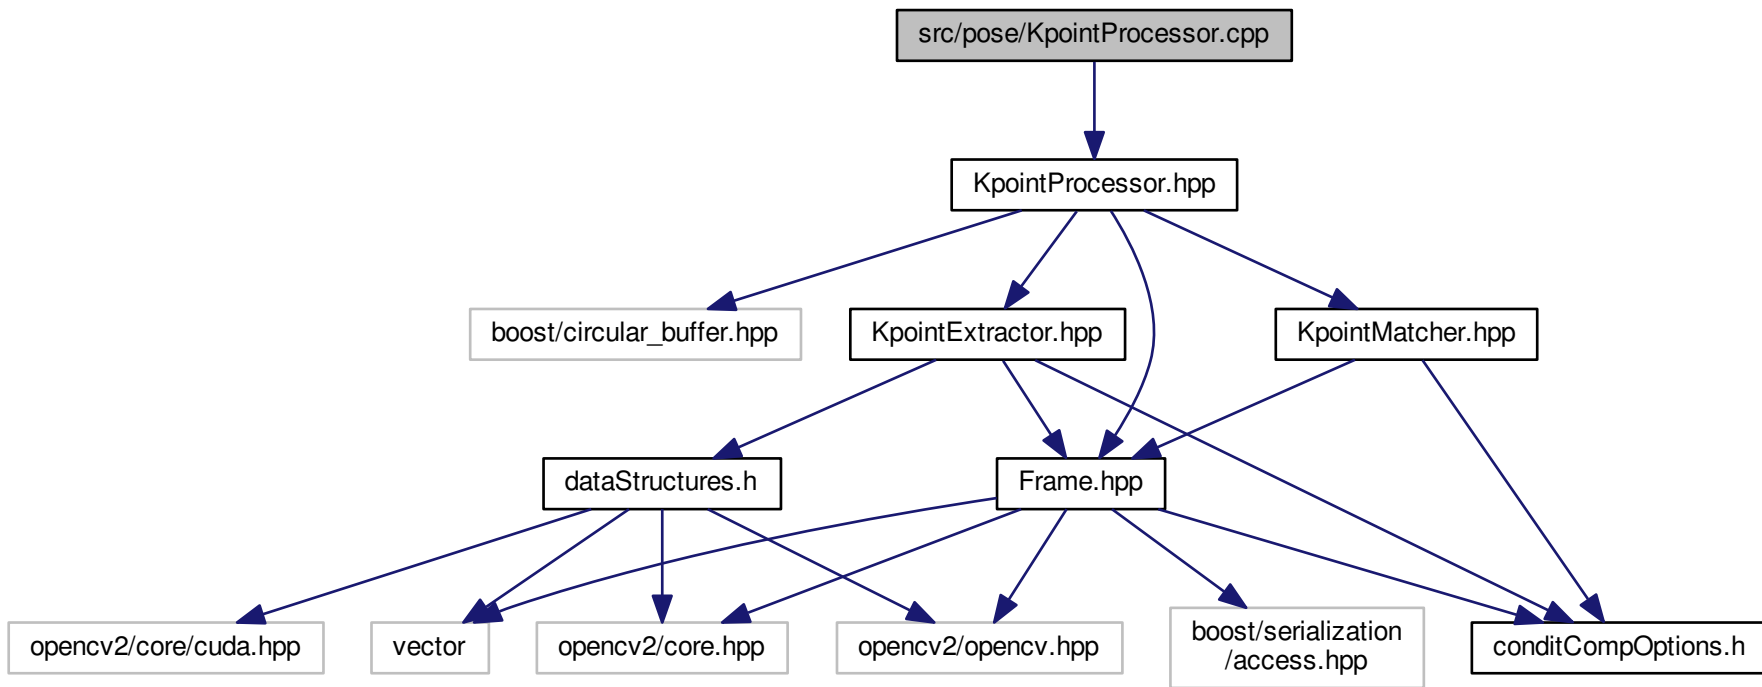 src/pose/KpointProcessor.cpp
KpointProcessor.hpp
boost/circular_buffer.hpp
KpointExtractor.hpp
KpointMatcher.hpp
dataStructures.h
Frame.hpp
opencv2/core/cuda.hpp
vector
opencv2/core.hpp
opencv2/opencv.hpp
boost/serialization
/access.hpp
conditCompOptions.h